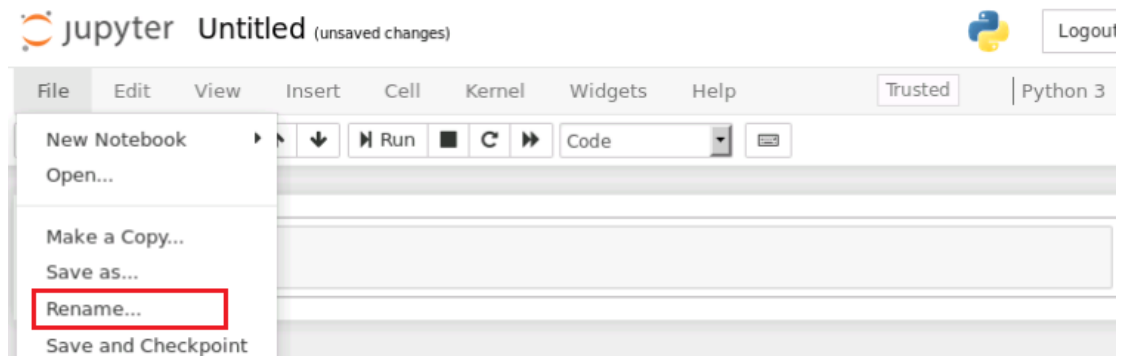 jupyter Untitled (unsaved changes) Logout
File Edit View Insert Cell Kernel Widgets Help Trusted Python 3
New Notebook Run Code
Open...
Make a Copy...
Save as...
Rename...
Save and Checkpoint